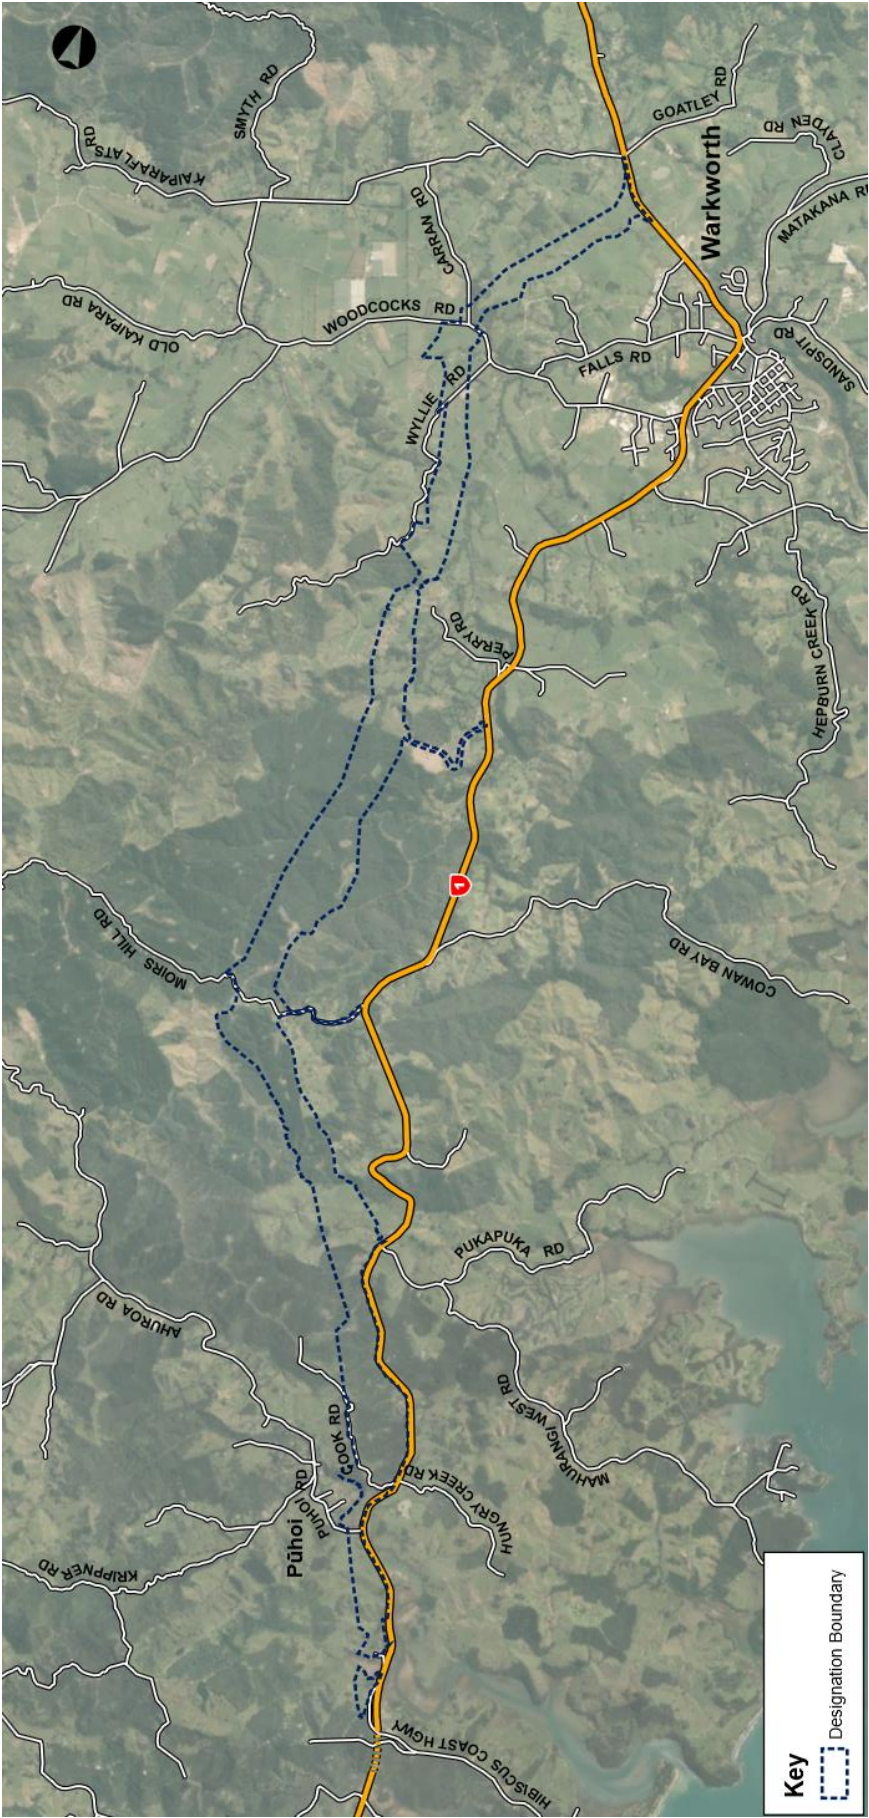 SMYTH RD
KAIPARAFLATS RD
GOATLEY RD
CLAYDEN RD
Warkworth
MATAKANA RD
CARRAN RD
OLD KAIPARA RD
WOODCOCKS RD
FALLS RD
SANDSPIT RD
WYLLIE RD
PERRY RD
HEPBURN CREEK RD
1
MOIRS HILL RD
COWAN BAY RD
PUKAPUKA RD
AHUROA RD
MAHURANGI WEST RD
COOK RD
HUNGRY CREEK RD
PUHOI RD
Pūhoi
KRIPPNER RD
HIBISCUS COAST HGWY
Key
Designation Boundary